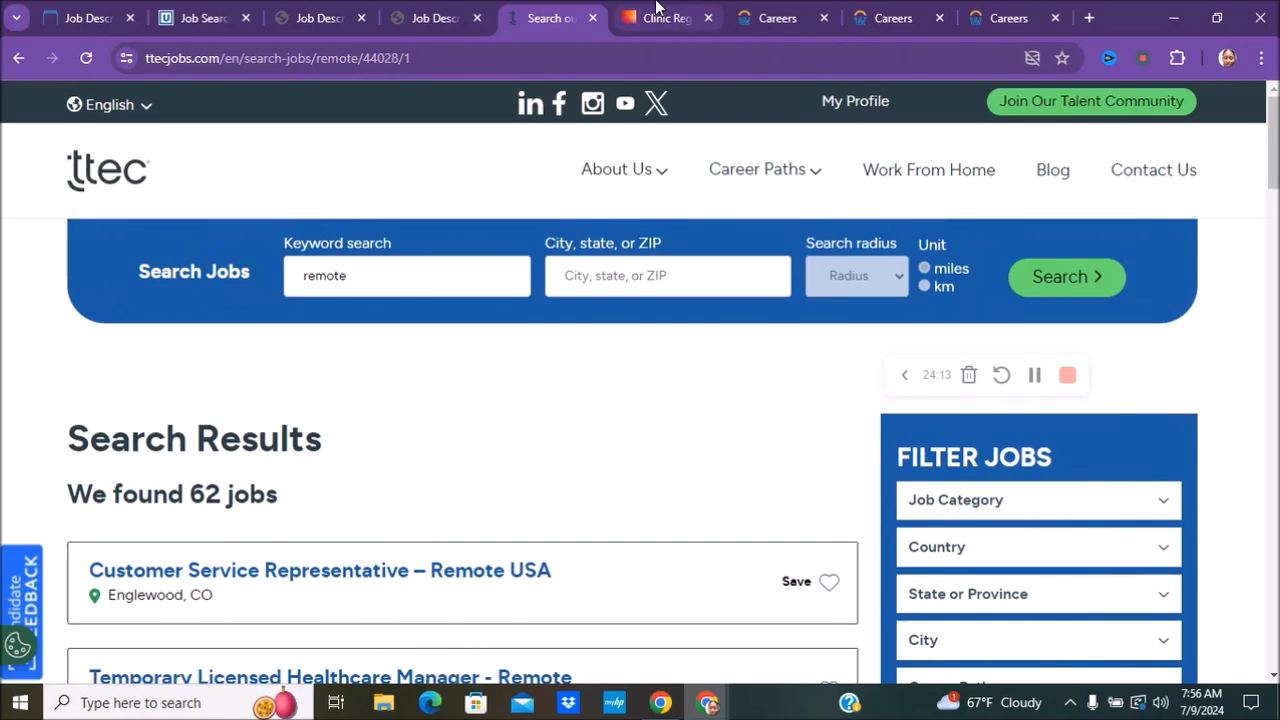 Job Descr
Job Search
Job Descr
Job Descr
Search ou
Clinic Reg
Careers
Careers
Careers
ttecjobs.com/en/search-jobs/remote/44028/1
English
My Profile
Join Our Talent Community
ttec
About Us
Career Paths
Work From Home
Blog
Contact Us
Search Jobs
Keyword search
remote
City, state, or ZIP
City, state, or ZIP
Search radius
Radius
Unit
miles
km
Search
24:13
Search Results
We found 62 jobs
Customer Service Representative – Remote USA
Englewood, CO
Save
Temporary Licensed Healthcare Manager - Remote
FILTER JOBS
Job Category
Country
State or Province
City
FEEDBACK
Type here to search
67°F Cloudy
7:56 AM
7/9/2024